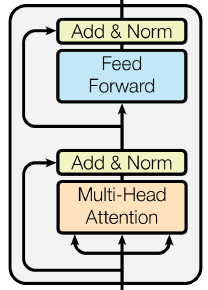 Add & Norm
Feed
Forward
Add & Norm
Multi-Head
Attention